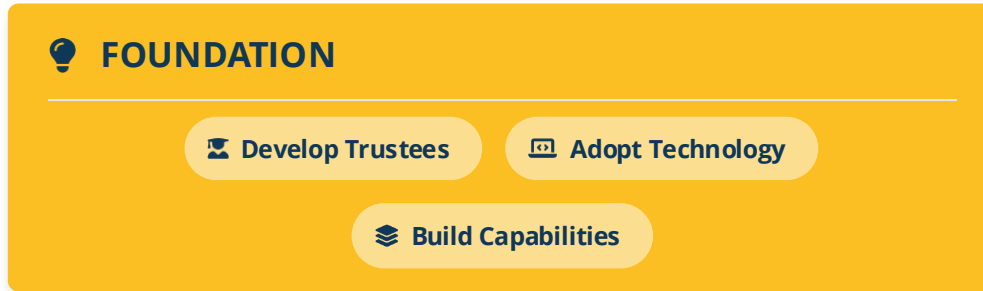 FOUNDATION
Develop Trustees
Adopt Technology
Build Capabilities